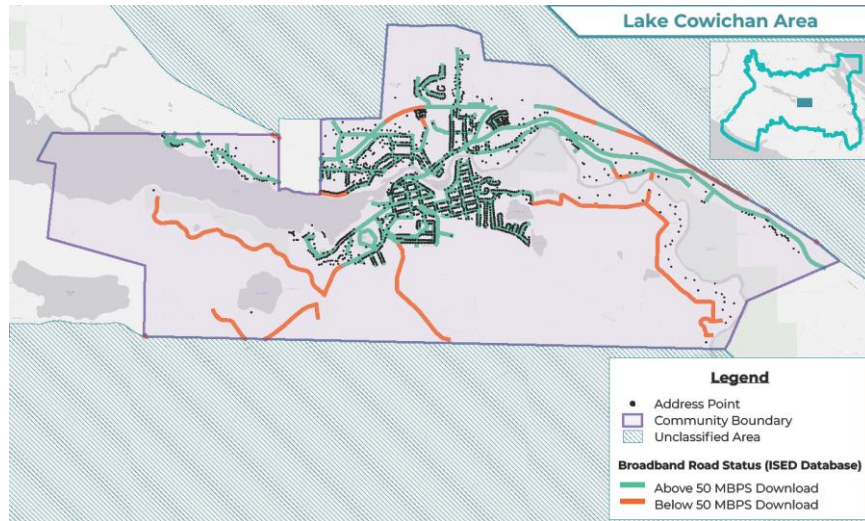 Lake Cowichan Area
Legend
Address Point
Community Boundary
Unclassified Area
Broadband Road Status (ISED Database)
Above 50 MBPS Download
Below 50 MBPS Download